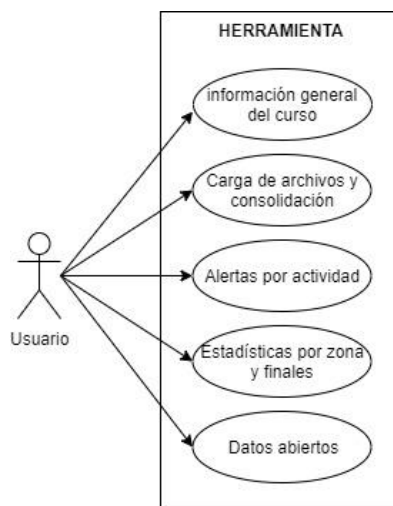 HERRAMIENTA
información general
del curso
Carga de archivos y
consolidación
Alertas por actividad
Usuario
Estadísticas por zona
y finales
Datos abiertos